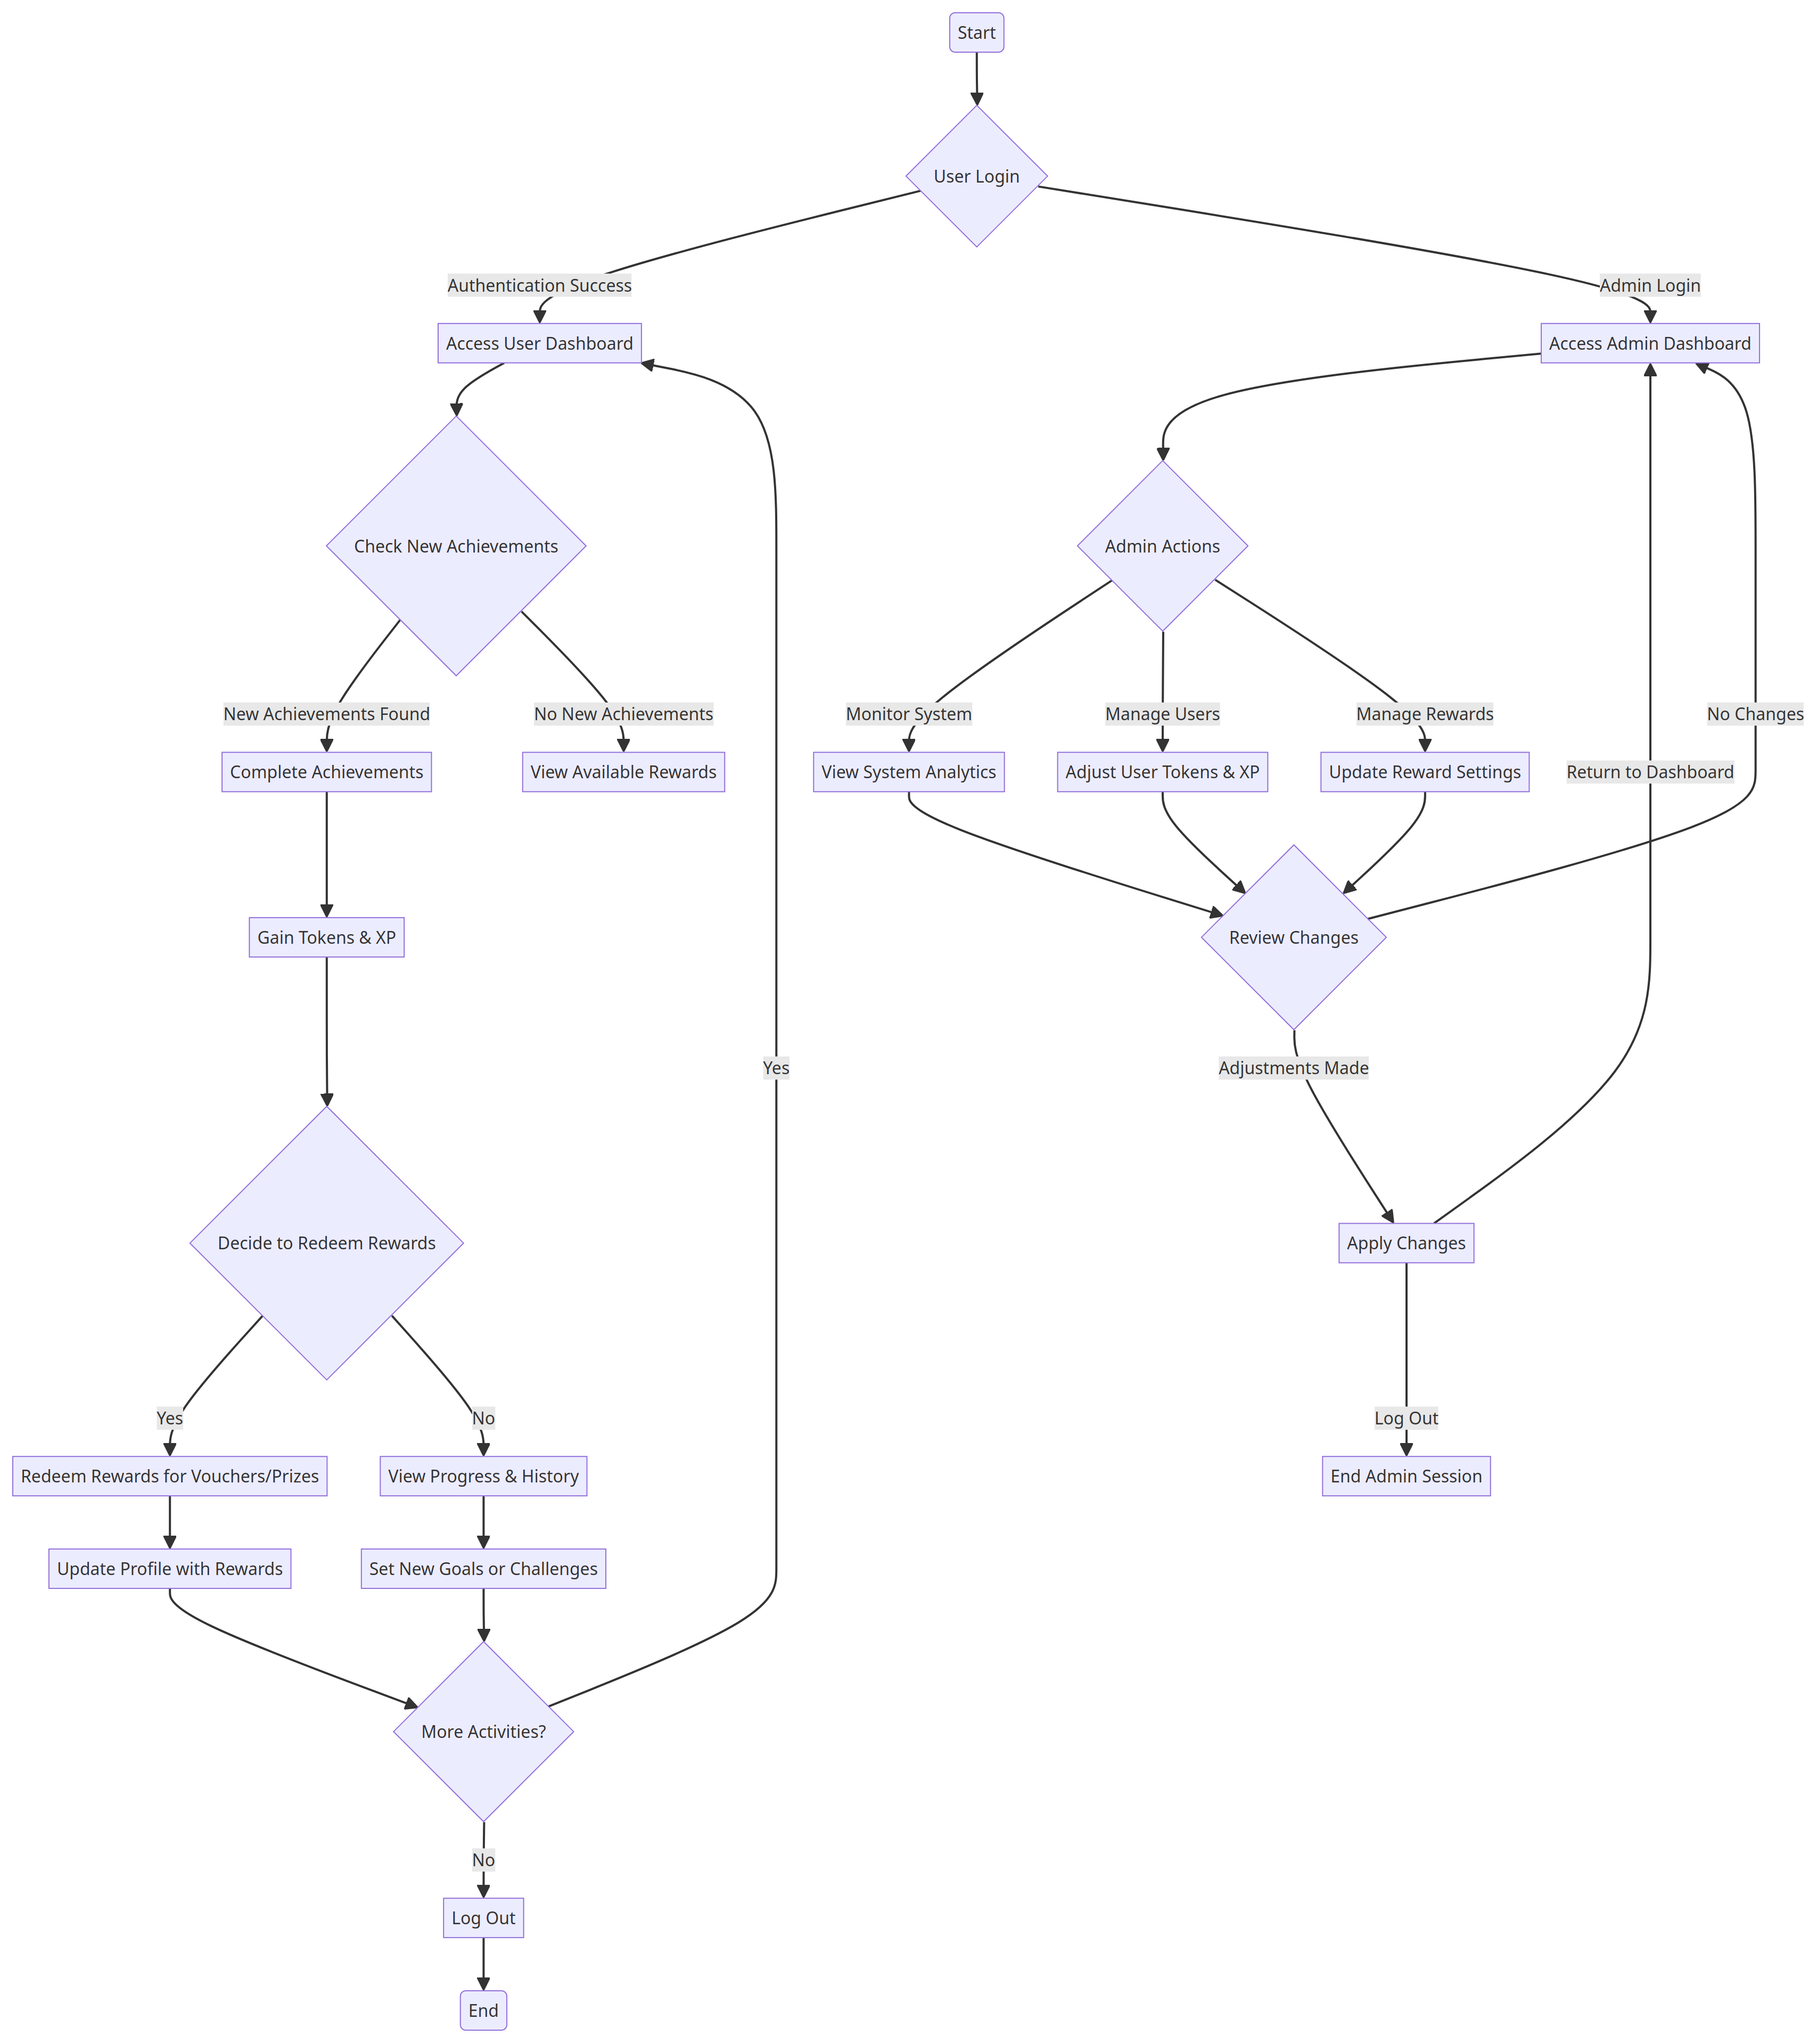 Start
User Login
Authentication Success
Admin Login
Access User Dashboard
Access Admin Dashboard
Check New Achievements
Admin Actions
New Achievements Found
No New Achievements
Monitor System
Manage Users
Manage Rewards
No Changes
Complete Achievements
View Available Rewards
View System Analytics
Adjust User Tokens & XP
Update Reward Settings
Return to Dashboard
Gain Tokens & XP
Review Changes
Yes
Adjustments Made
Decide to Redeem Rewards
Apply Changes
Yes
No
Log Out
Redeem Rewards for Vouchers/Prizes
View Progress & History
End Admin Session
Update Profile with Rewards
Set New Goals or Challenges
More Activities?
No
Log Out
End